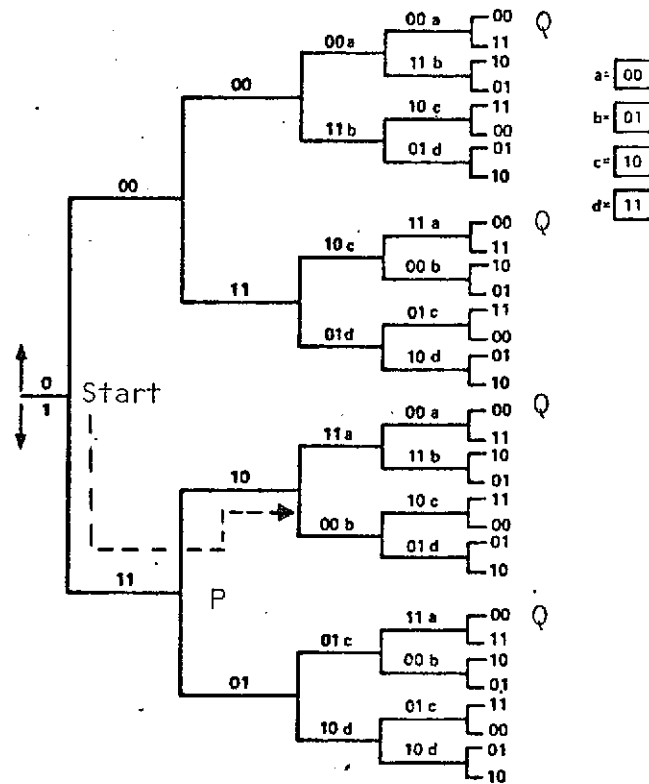 00 a 00 Q
00a 11
11 b 10
00 01 a= 00
10 c 11
11 b 00 b= 01
01 d 01
10 c= 10
00
11 a 00 Q d= 11
10 c 11
00 b 10
11 01
01 c 11
01d 00
10 d 01
0 Start 10
1
00 a 00 Q
11a 11
11 b 10
10 01
10 c 11
00 b 00
01 d 01
11 10
P
11 a 00 Q
01 c 11
00 b 10
01 01
01 c 11
10 d 00
10 d 01
10